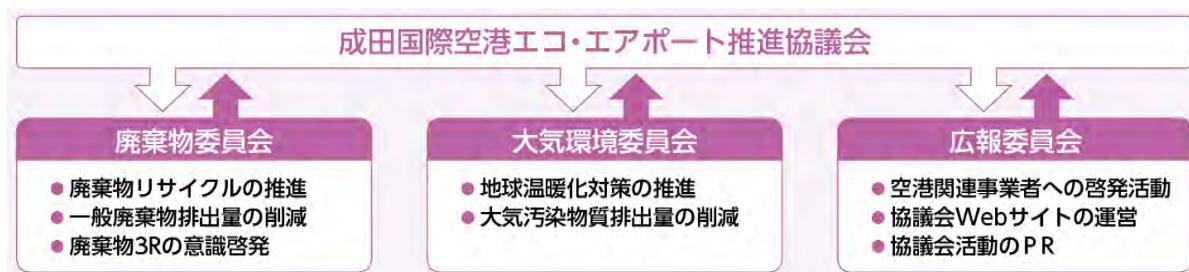 成田国際空港エコ・エアポート推進協議会
廃棄物委員会
● 廃棄物リサイクルの推進
● 一般廃棄物排出量の削減
● 廃棄物3Rの意識啓発
大気環境委員会
● 地球温暖化対策の推進
● 大気汚染物質排出量の削減
広報委員会
● 空港関連事業者への啓発活動
● 協議会Webサイトの運営
● 協議会活動のPR